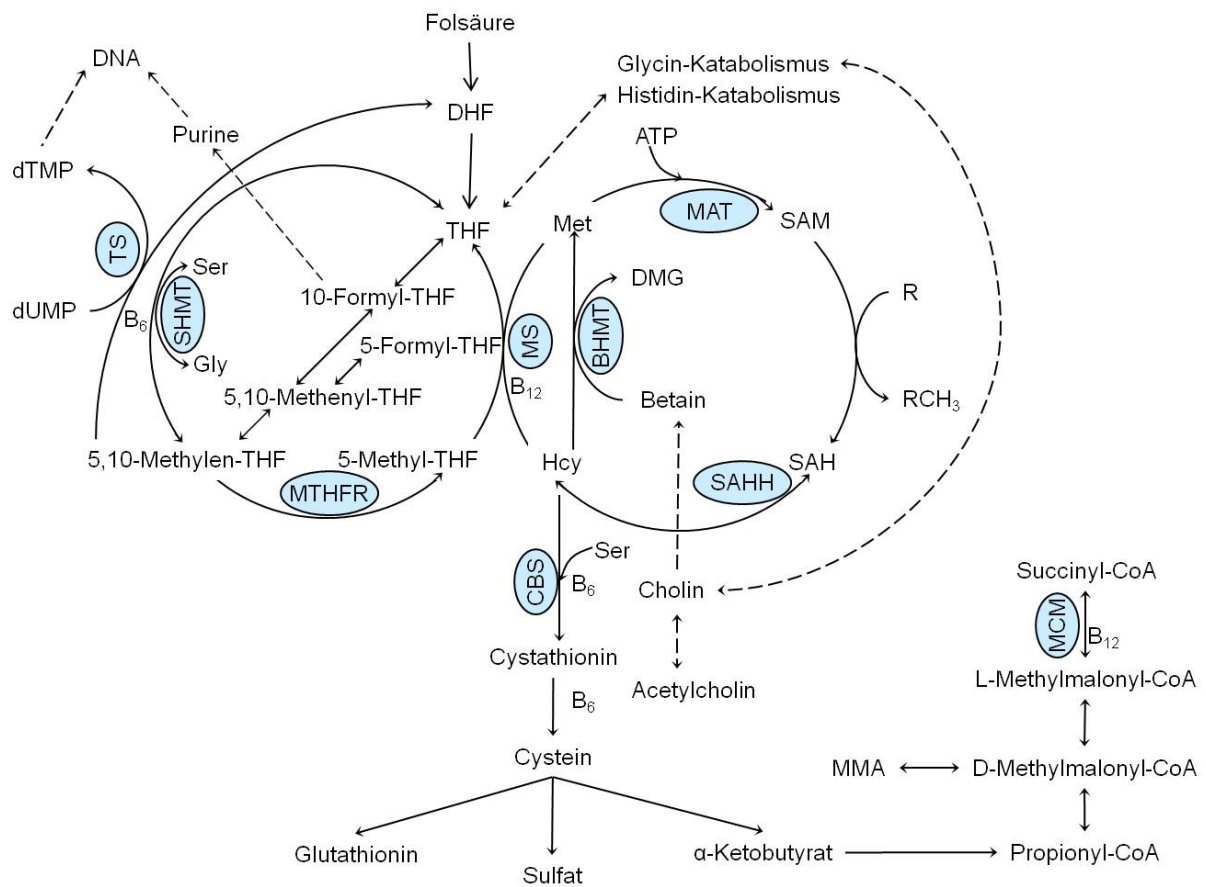 Folsäure
DNA
Glycin-Katabolismus
Histidin-Katabolismus
DHF
Purine
ATP
dTMP
MAT
THF
Met
SAM
TS
Ser
DMG
10-Formyl-THF
R
dUMP
B₆
SHMT
MS
BHMT
5-Formyl-THF
Gly
B₁₂
5,10-Methenyl-THF
Betain
RCH₃
5,10-Methylen-THF
5-Methyl-THF
Hcy
SAH
MTHFR
SAHH
Ser
CBS
B₆
Cholin
Succinyl-CoA
MCM
B₁₂
Cystathionin
L-Methylmalonyl-CoA
Acetylcholin
B₆
Cystein
MMA
D-Methylmalonyl-CoA
Glutathionin
Sulfat
α-Ketobutyrat
Propionyl-CoA